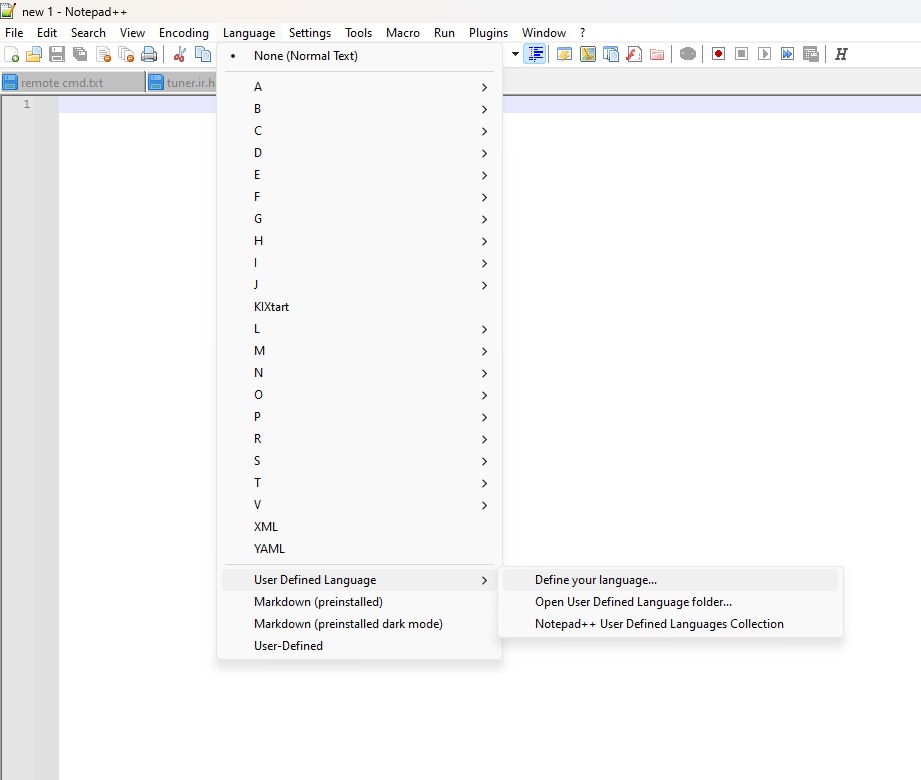 new 1 - Notepad++
File Edit Search View Encoding Language Settings Tools Macro Run Plugins Window ?
H
remote cmd.txt tuner.ir.h
1
None (Normal Text)
A
B
C
D
E
F
G
H
I
J
KIXtart
L
M
N
O
P
R
S
T
V
XML
YAML
User Defined Language
Define your language...
Markdown (preinstalled)
Open User Defined Language folder...
Markdown (preinstalled dark mode)
Notepad++ User Defined Languages Collection
User-Defined